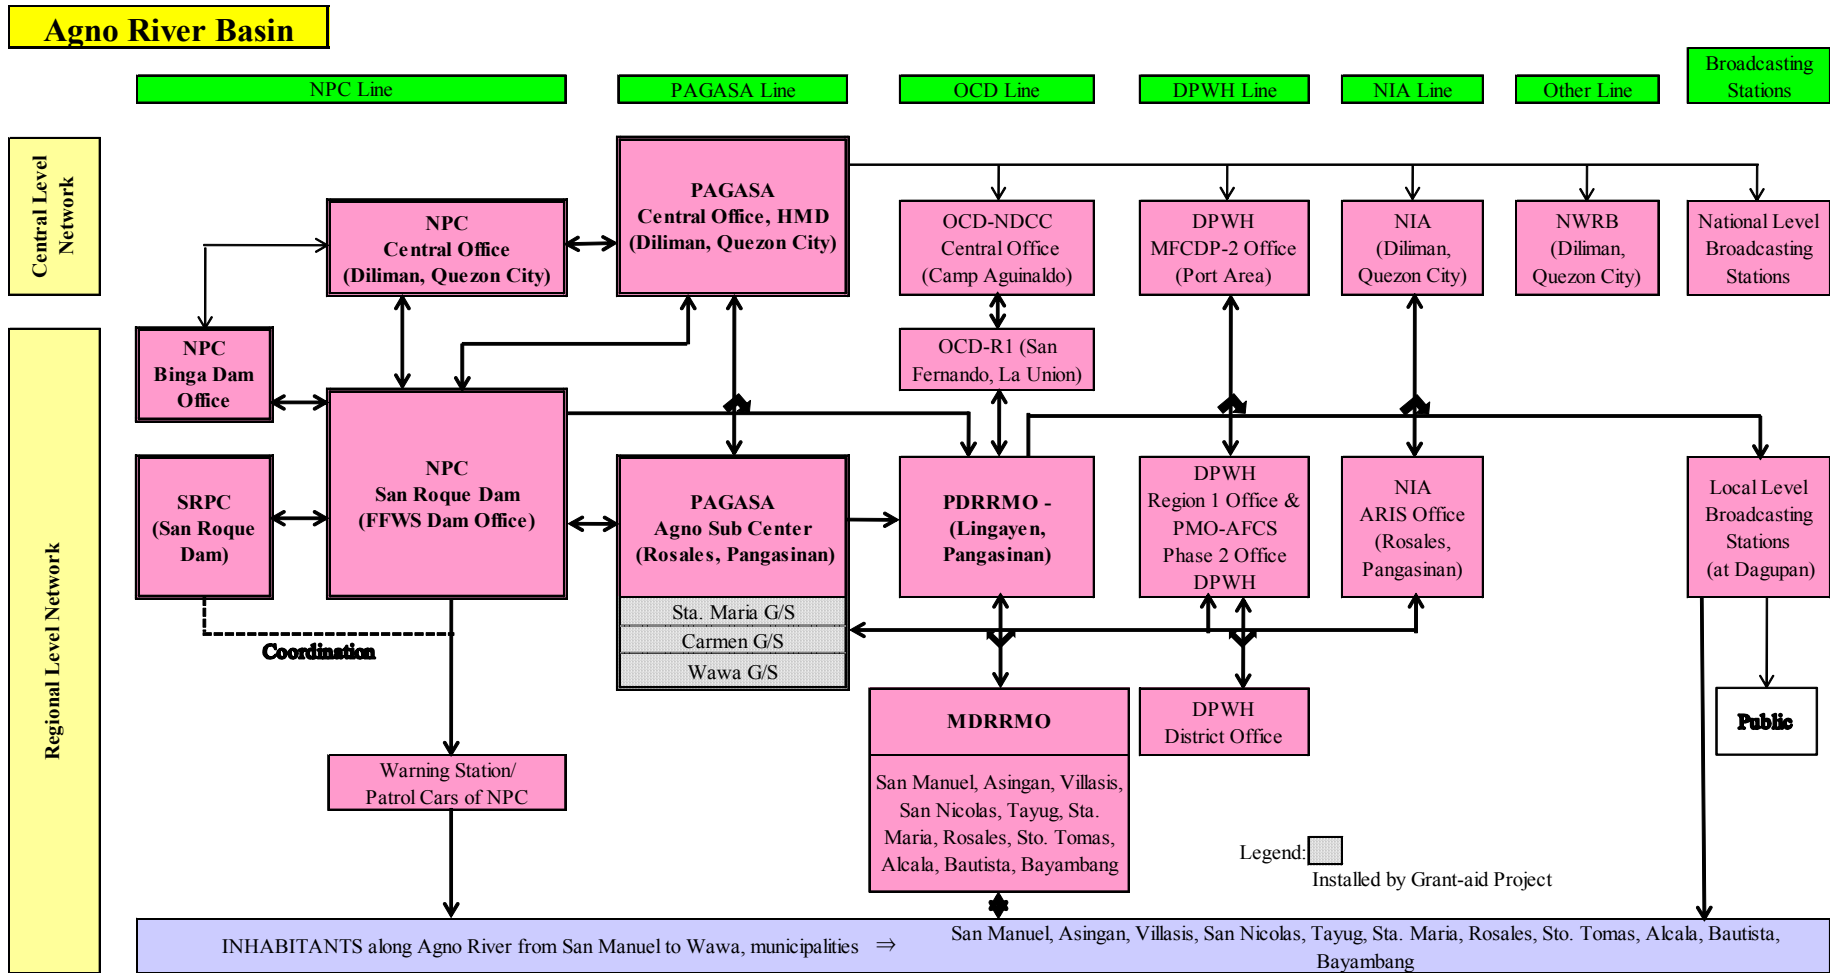 Agno River Basin
NPC Line
PAGASA Line
OCD Line
DPWH Line
NIA Line
Other Line
Broadcasting
Stations
Central Level
Network
PAGASA
Central Office, HMD
(Diliman, Quezon City)
NPC
Central Office
(Diliman, Quezon City)
OCD-NDCC
Central Office
(Camp Aguinaldo)
DPWH
MFCDP-2 Office
(Port Area)
NIA
(Diliman,
Quezon City)
NWRB
(Diliman,
Quezon City)
National Level
Broadcasting
Stations
Regional Level Network
NPC
Binga Dam
Office
OCD-R1 (San
Fernando, La Union)
SRPC
(San Roque
Dam)
NPC
San Roque Dam
(FFWS Dam Office)
PAGASA
Agno Sub Center
(Rosales, Pangasinan)
Sta. Maria G/S
Carmen G/S
Wawa G/S
PDRRMO -
(Lingayen,
Pangasinan)
DPWH
Region 1 Office &
PMO-AFCS
Phase 2 Office
DPWH
NIA
ARIS Office
(Rosales,
Pangasinan)
Local Level
Broadcasting
Stations
(at Dagupan)
Coordination
MDRRMO
San Manuel, Asingan, Villasis,
San Nicolas, Tayug, Sta.
Maria, Rosales, Sto. Tomas,
Alcala, Bautista, Bayambang
DPWH
District Office
Public
Warning Station/
Patrol Cars of NPC
Legend:
Installed by Grant-aid Project
INHABITANTS along Agno River from San Manuel to Wawa, municipalities ⇒
San Manuel, Asingan, Villasis, San Nicolas, Tayug, Sta. Maria, Rosales, Sto. Tomas, Alcala, Bautista,
Bayambang